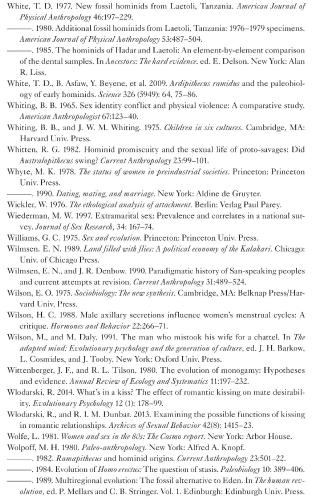 White, T. D. 1977. New fossil hominids from Laetoli, Tanzania. American Journal of
Physical Anthropology 46:197–229.
———. 1980. Additional fossil hominids from Laetoli, Tanzania: 1976–1979 specimens.
American Journal of Physical Anthropology 53:487–504.
———. 1985. The hominids of Hadar and Laetoli: An element-by-element comparison
of the dental samples. In Ancestors: The hard evidence. ed. E. Delson. New York: Alan
R. Liss.
White, T. D., B. Asfaw, Y. Beyene, et al. 2009. Ardipithecus ramidus and the paleobiol-
ogy of early hominids. Science 326 (5949): 64, 75–86.
Whiting, B. B. 1965. Sex identity conflict and physical violence: A comparative study.
American Anthropologist 67:123–40.
Whiting, B. B., and J. W. M. Whiting. 1975. Children in six cultures. Cambridge, MA:
Harvard Univ. Press.
Whitten, R. G. 1982. Hominid promiscuity and the sexual life of proto-savages: Did
Australopithecus swing? Current Anthropology 23:99–101.
Whyte, M. K. 1978. The status of women in preindustrial societies. Princeton: Princeton
Univ. Press.
———. 1990. Dating, mating, and marriage. New York: Aldine de Gruyter.
Wickler, W. 1976. The ethological analysis of attachment. Berlin: Verlag Paul Parey.
Wiederman, M. W. 1997. Extramarital sex: Prevalence and correlates in a national sur-
vey. Journal of Sex Research, 34: 167–74.
Williams, G. C. 1975. Sex and evolution. Princeton: Princeton Univ. Press.
Wilmsen, E. N. 1989. Land filled with flies: A political economy of the Kalahari. Chicago:
Univ. of Chicago Press.
Wilmsen, E. N., and J. R. Denbow. 1990. Paradigmatic history of San-speaking peoples
and current attempts at revision. Current Anthropology 31:489–524.
Wilson, E. O. 1975. Sociobiology: The new synthesis. Cambridge, MA: Belknap Press/Har-
vard Univ. Press.
Wilson, H. C. 1988. Male axillary secretions influence women's menstrual cycles: A
critique. Hormones and Behavior 22:266–71.
Wilson, M., and M. Daly. 1991. The man who mistook his wife for a chattel. In The
adapted mind: Evolutionary psychology and the generation of culture, ed. J. H. Barkow,
L. Cosmides, and J. Tooby. New York: Oxford Univ. Press.
Wittenberger, J. F., and R. L. Tilson. 1980. The evolution of monogamy: Hypotheses
and evidence. Annual Review of Ecology and Systematics 11:197–232.
Wlodarski, R. 2014. What's in a kiss? The effect of romantic kissing on mate desirabil-
ity. Evolutionary Psychology 12 (1): 178–99.
Wlodarski, R., and R. I. M. Dunbar. 2013. Examining the possible functions of kissing
in romantic relationships. Archives of Sexual Behavior 42(8): 1415–23.
Wolfe, L. 1981. Women and sex in the 80s: The Cosmo report. New York: Arbor House.
Wolpoff, M. H. 1980. Paleo-anthropology. New York: Alfred A. Knopf.
———. 1982. Ramapithecus and hominid origins. Current Anthropology 23:501–22.
———. 1984. Evolution of Homo erectus: The question of stasis. Paleobiology 10: 389–406.
———. 1989. Multiregional evolution: The fossil alternative to Eden. In The human rev-
olution, ed. P. Mellars and C. B. Stringer. Vol. 1. Edinburgh: Edinburgh Univ. Press.